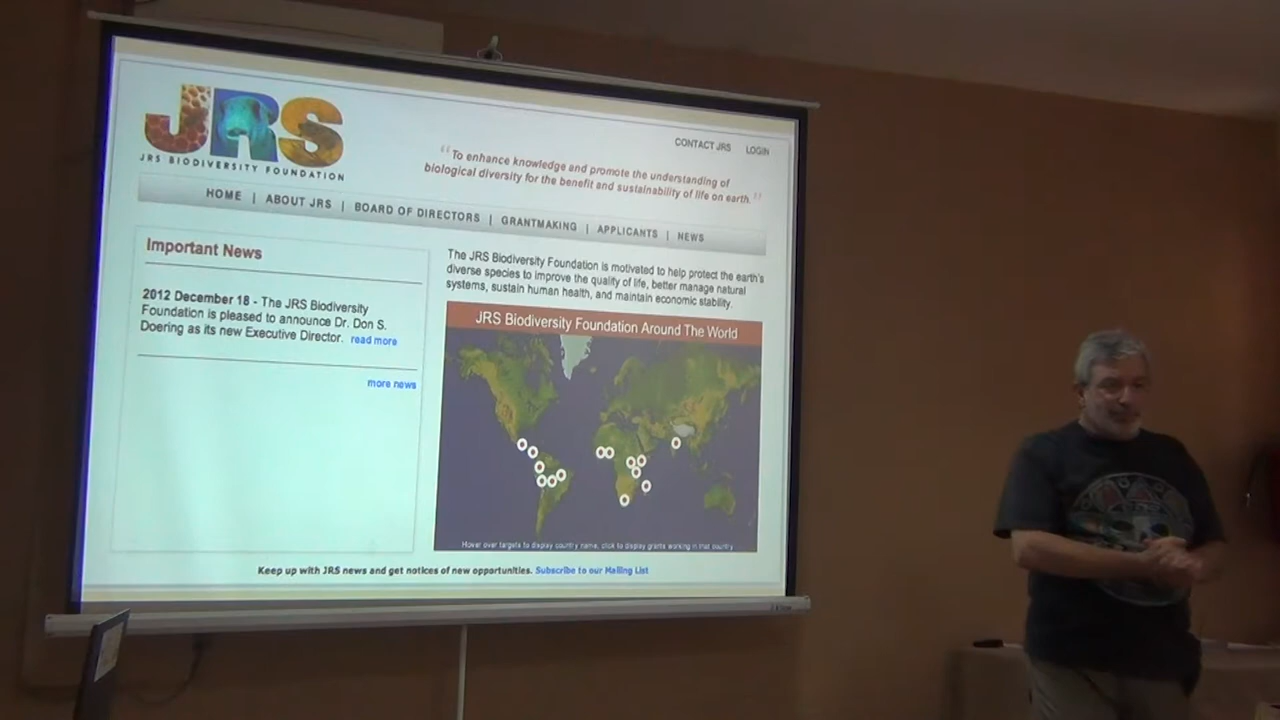 JRS
JRS BIODIVERSITY FOUNDATION
CONTACT JRS LOGIN
“To enhance knowledge and promote the understanding of
biological diversity for the benefit and sustainability of life on earth.”
HOME | ABOUT JRS | BOARD OF DIRECTORS | GRANTMAKING | APPLICANTS | NEWS
Important News
2012 December 18 - The JRS Biodiversity
Foundation is pleased to announce Dr. Don S.
Doering as its new Executive Director. read more
more news
The JRS Biodiversity Foundation is motivated to help protect the earth's
diverse species to improve the quality of life, better manage natural
systems, sustain human health, and maintain economic stability.
JRS Biodiversity Foundation Around The World
Hover over targets to display country name, click to display grants working in that country
Keep up with JRS news and get notices of new opportunities. Subscribe to our Mailing List